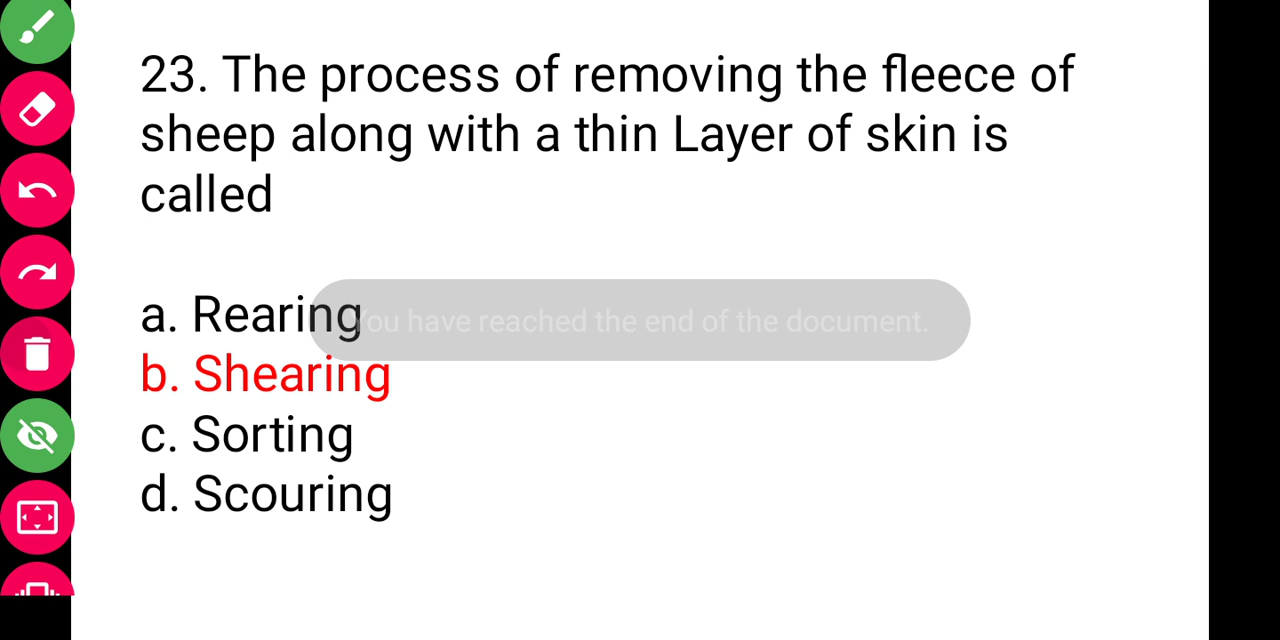 23. The process of removing the fleece of
sheep along with a thin Layer of skin is
called
a. Rearing
You have reached the end of the document.
b. Shearing
c. Sorting
d. Scouring